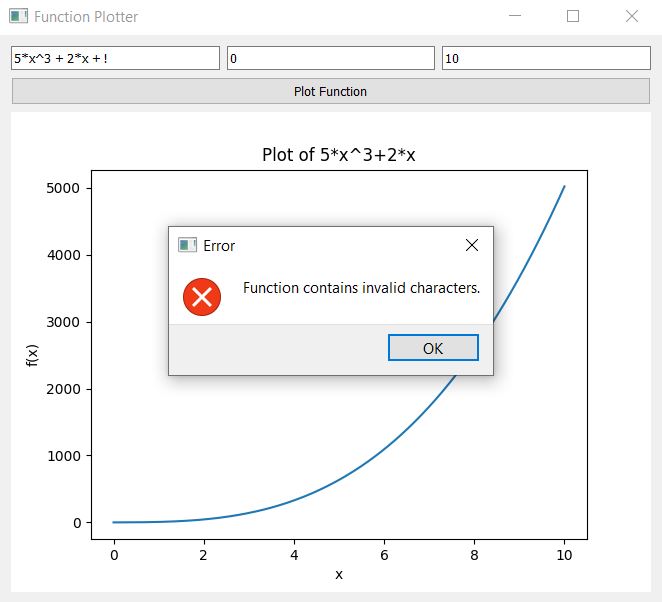 Function Plotter
5*x^3 + 2*x + !
0
10
Plot Function
Plot of 5*x^3+2*x
5000
4000
3000
2000
1000
0
f(x)
Error
Function contains invalid characters.
OK
0 2 4 6 8 10
x